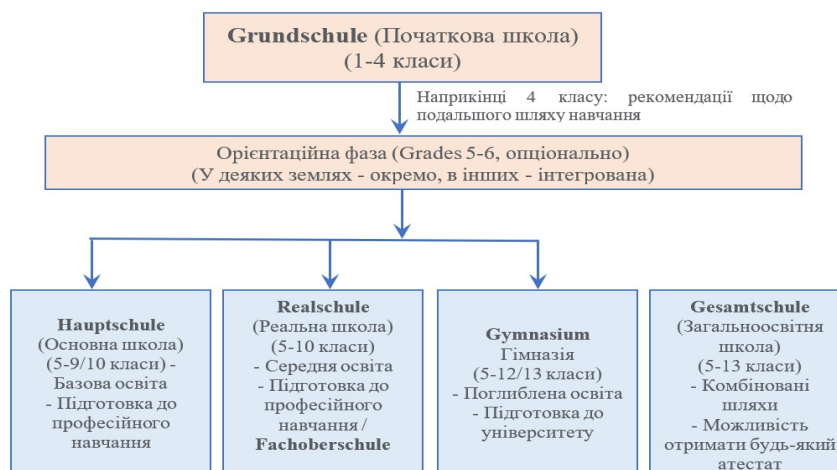 Grundschule (Початкова школа)
(1-4 класи)
Наприкінці 4 класу: рекомендації щодо
подальшого шляху навчання
Орієнтаційна фаза (Grades 5-6, опціонально)
(У деяких землях - окремо, в інших - інтегрована)
Hauptschule
(Основна школа)
(5-9/10 класи) -
Базова освіта
- Підготовка до
професійного
навчання
Realschule
(Реальна школа)
(5-10 класи)
- Середня освіта
- Підготовка до
професійного
навчання /
Fachoberschule
Gymnasium
Гімназія
(5-12/13 класи)
- Поглиблена освіта
- Підготовка до
університету
Gesamtschule
(Загальноосвітня
школа)
(5-13 класи)
- Комбіновані
шляхи
- Можливість
отримати будь-який
атестат